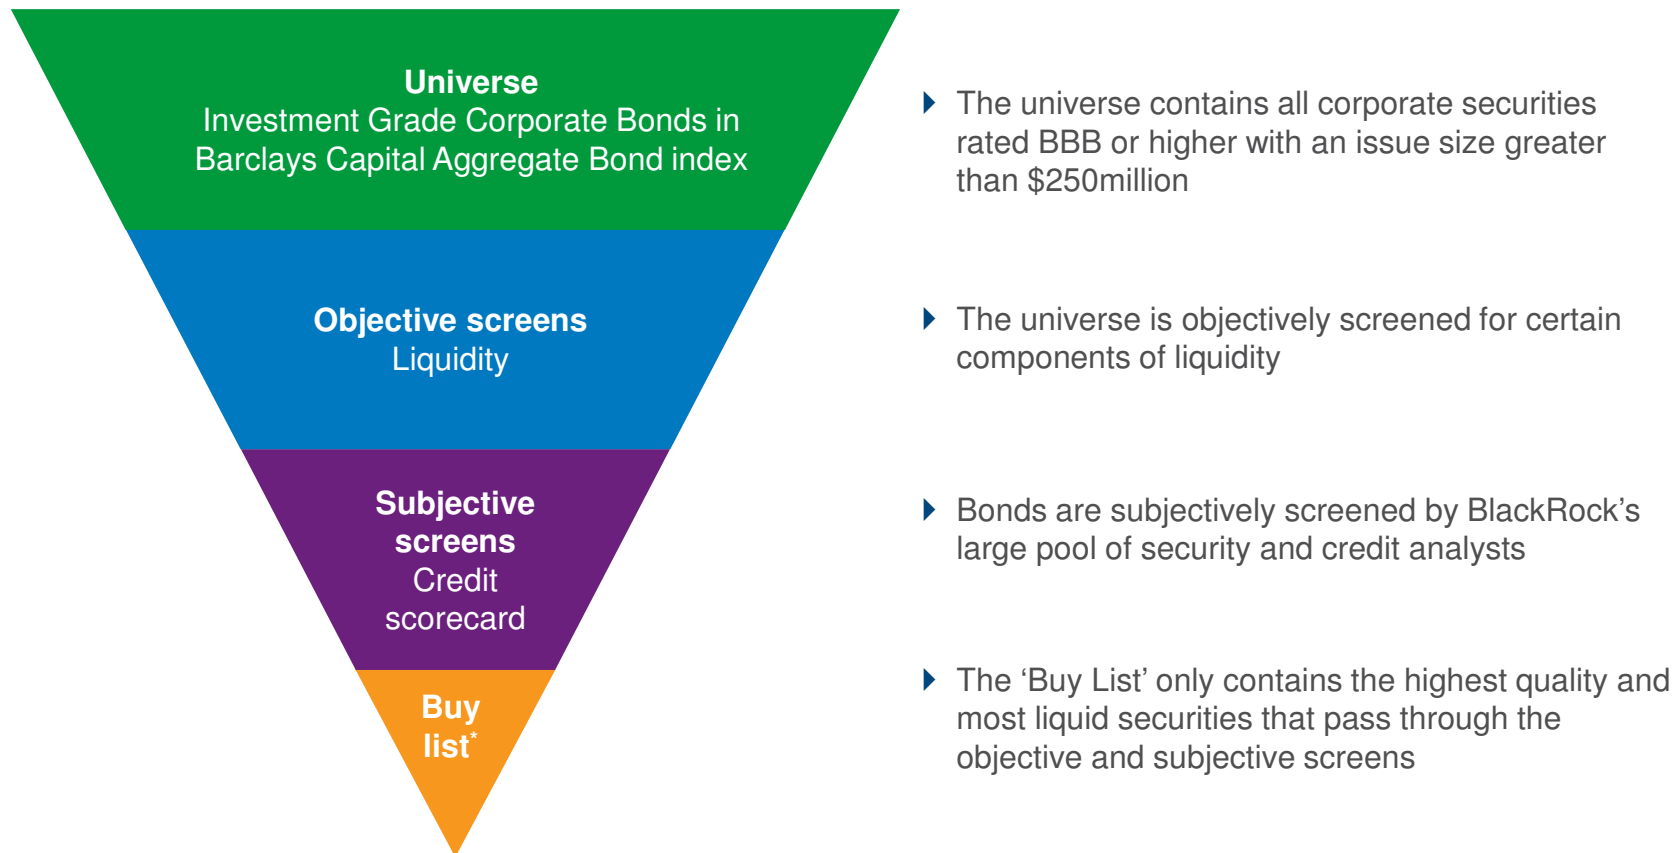 Universe
Investment Grade Corporate Bonds in
Barclays Capital Aggregate Bond index
The universe contains all corporate securities
rated BBB or higher with an issue size greater
than $250million
Objective screens
Liquidity
The universe is objectively screened for certain
components of liquidity
Subjective
screens
Credit
scorecard
Bonds are subjectively screened by BlackRock’s
large pool of security and credit analysts
Buy
list*
The ‘Buy List’ only contains the highest quality and
most liquid securities that pass through the
objective and subjective screens